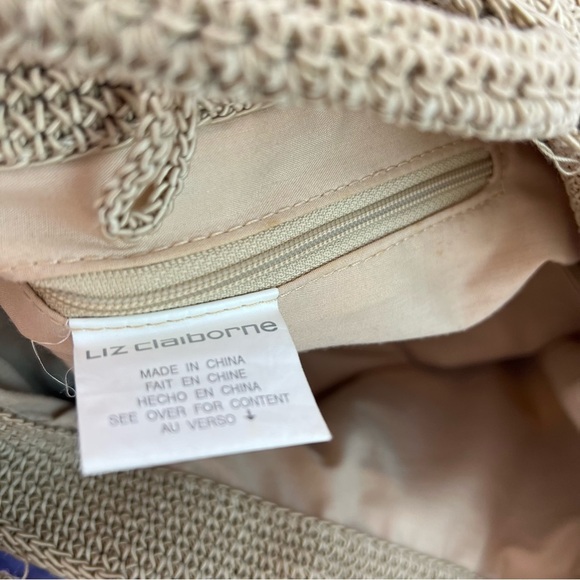 LIZ CLAIBORNE
MADE IN CHINA
FAIT EN CHINE
HECHO EN CHINA
SEE OVER FOR CONTENT
AU VERSO ↓